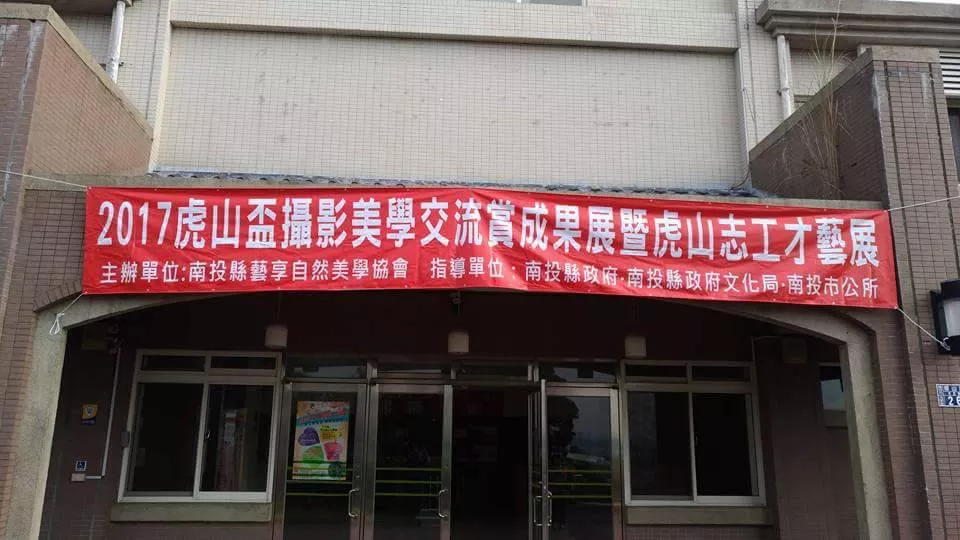 2017虎山盃攝影美學交流賞成果展暨虎山志工才藝展
主辦單位:南投縣藝享自然美學協會 指導單位:南投縣政府·南投縣政府文化局·南投市公所